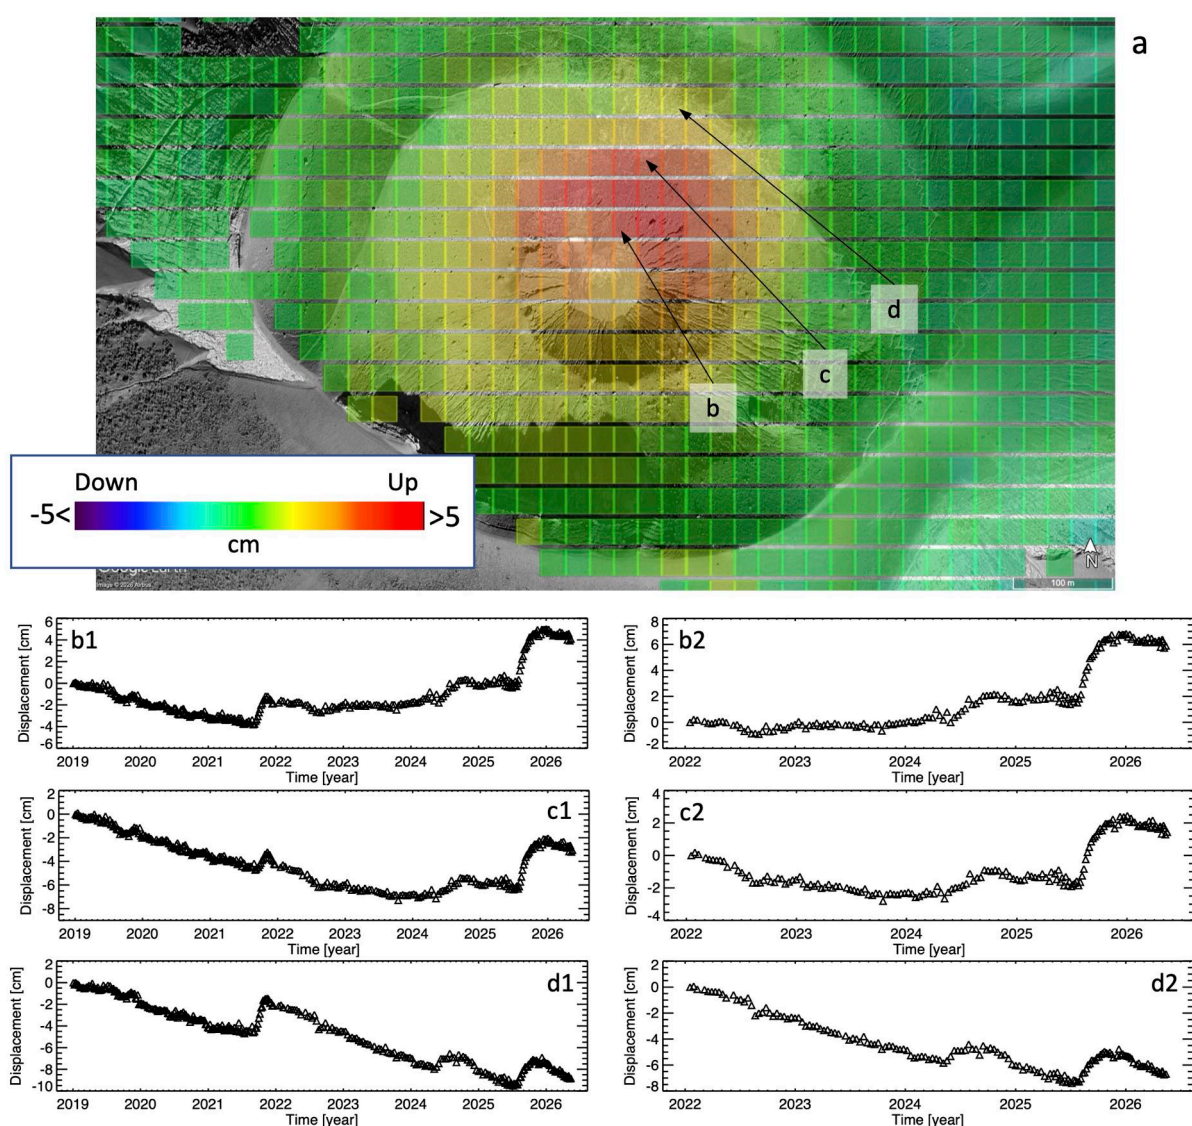 a
d
c
b
Down Up
-5< >5
cm
Google Earth
Image © 2026 Airbus
N
100 m
b1
Displacement [cm]
6
4
2
0
-2
-4
-6
2019 2020 2021 2022 2023 2024 2025 2026
Time [year]
b2
Displacement [cm]
8
6
4
2
0
-2
2022 2023 2024 2025 2026
Time [year]
c1
Displacement [cm]
2
0
-2
-4
-6
-8
2019 2020 2021 2022 2023 2024 2025 2026
Time [year]
c2
Displacement [cm]
4
2
0
-2
-4
2022 2023 2024 2025 2026
Time [year]
d1
Displacement [cm]
2
0
-2
-4
-6
-8
-10
2019 2020 2021 2022 2023 2024 2025 2026
Time [year]
d2
Displacement [cm]
2
0
-2
-4
-6
-8
2022 2023 2024 2025 2026
Time [year]